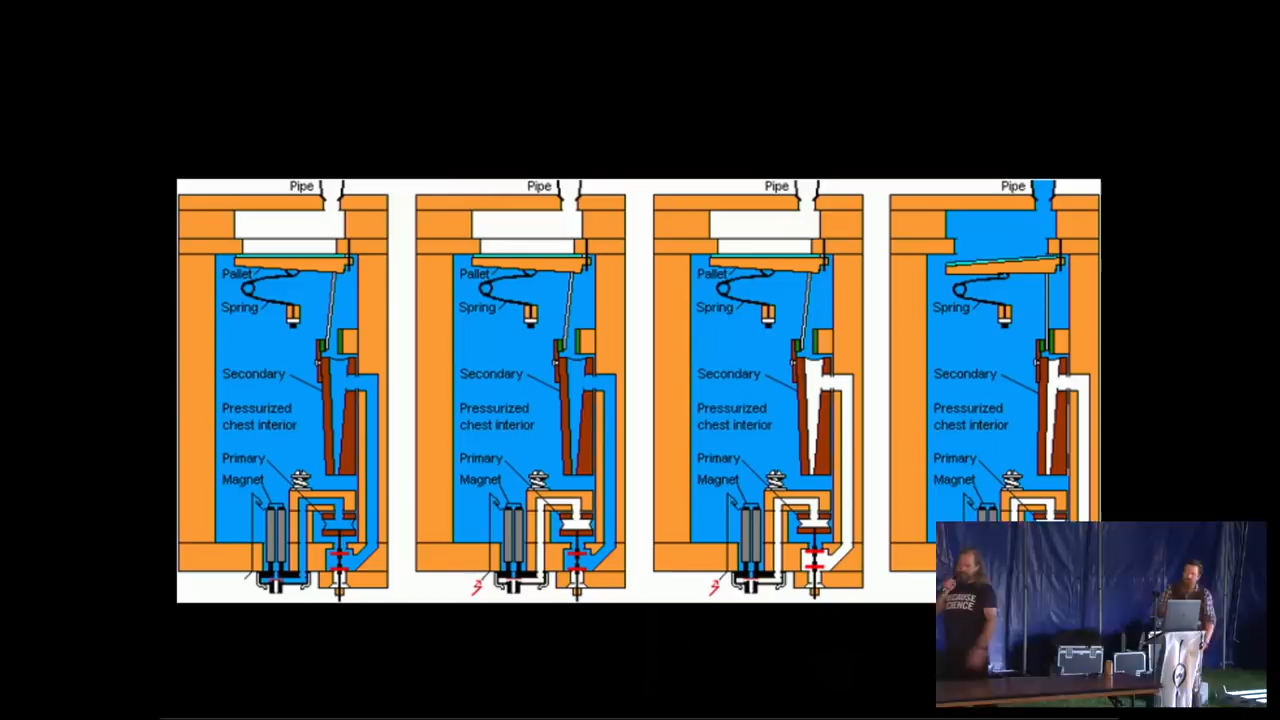 Pipe
Pallet
Spring
Secondary
Pressurized
chest interior
Primary
Magnet
Pipe
Pallet
Spring
Secondary
Pressurized
chest interior
Primary
Magnet
Pipe
Pallet
Spring
Secondary
Pressurized
chest interior
Primary
Magnet
Pipe
Spring
Secondary
Pressurized
chest interior
Primary
Magnet
SCIENCE